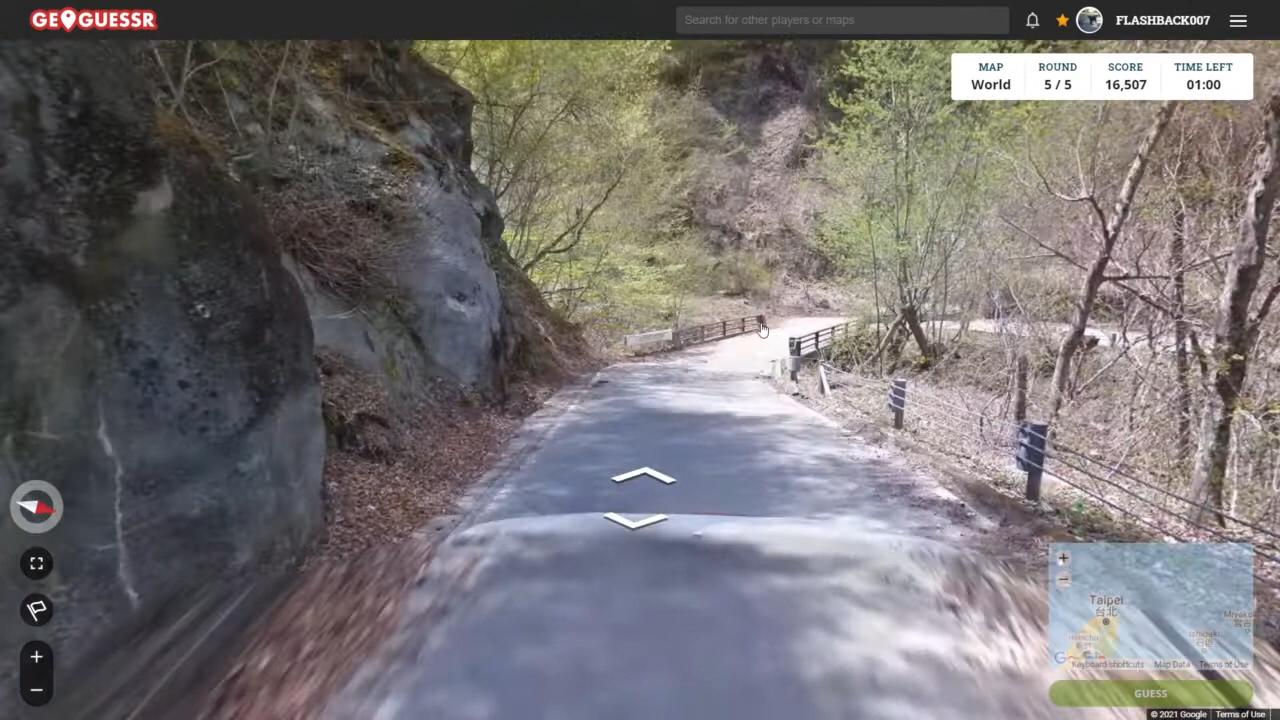 GEOGUESSR
Search for other players or maps
FLASHBACK007
MAP
World
ROUND
5 / 5
SCORE
16,507
TIME LEFT
01:00
+
−
Taipei
台北
Google
Keyboard shortcuts
Map Data
Terms of Use
GUESS
+
−
© 2021 Google
Terms of Use